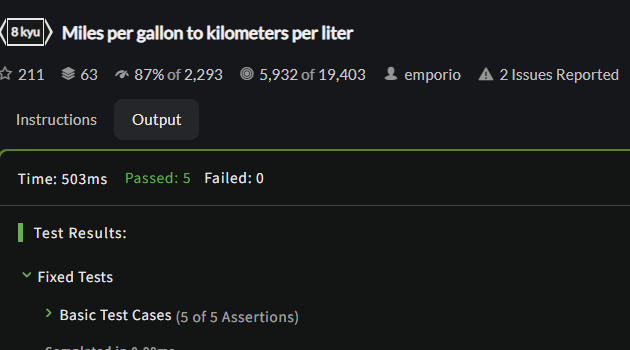 8 kyu Miles per gallon to kilometers per liter
211 63 87% of 2,293 5,932 of 19,403 emporio 2 Issues Reported
Instructions Output
Time: 503ms Passed: 5 Failed: 0
Test Results:
Fixed Tests
Basic Test Cases (5 of 5 Assertions)
Completed in